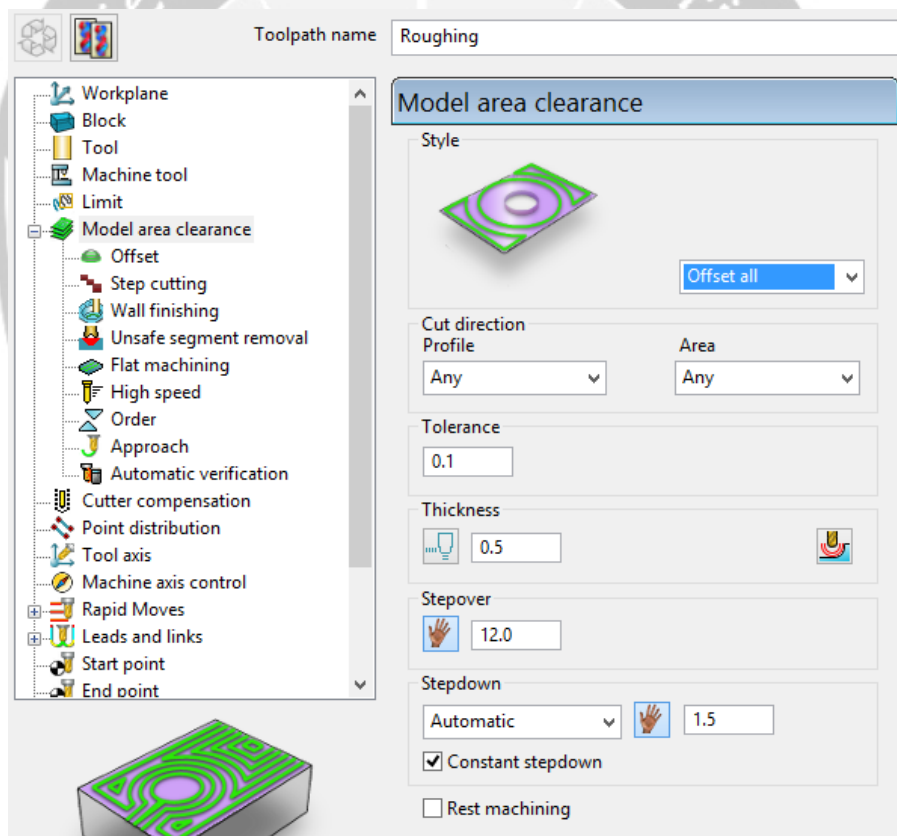 Toolpath name Roughing
Workplane
Block
Tool
Machine tool
Limit
Model area clearance
Offset
Step cutting
Wall finishing
Unsafe segment removal
Flat machining
High speed
Order
Approach
Automatic verification
Cutter compensation
Point distribution
Tool axis
Machine axis control
Rapid Moves
Leads and links
Start point
End point
Model area clearance
Style
Offset all
Cut direction
Profile Area
Any Any
Tolerance
0.1
Thickness
0.5
Stepover
12.0
Stepdown
Automatic 1.5
Constant stepdown
Rest machining